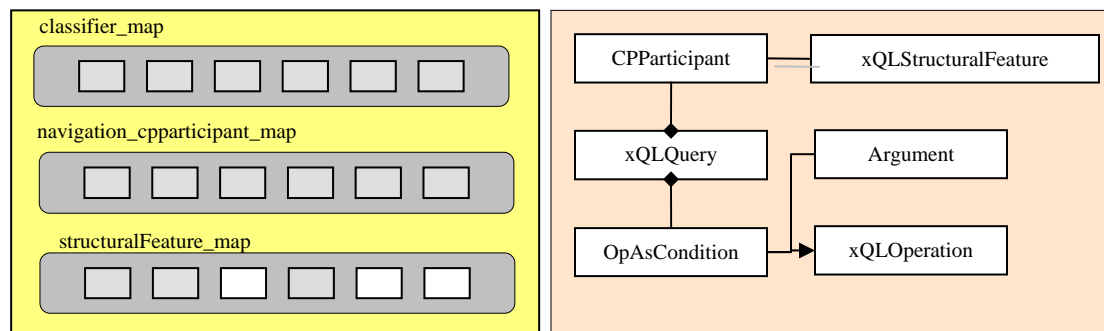 classifier_map
navigation_cpparticipant_map
structuralFeature_map
CPParticipant
xQLStructuralFeature
xQLQuery
Argument
OpAsCondition
xQLOperation